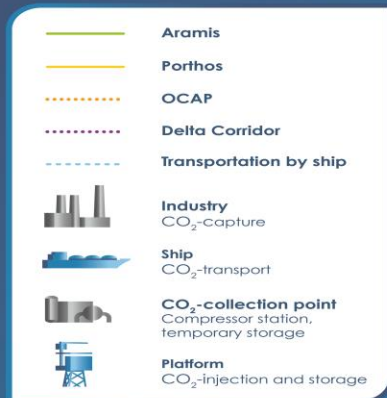 Aramis
Porthos
OCAP
Delta Corridor
Transportation by ship
Industry
CO₂-capture
Ship
CO₂-transport
CO₂-collection point
Compressor station,
temporary storage
Platform
CO₂-injection and storage